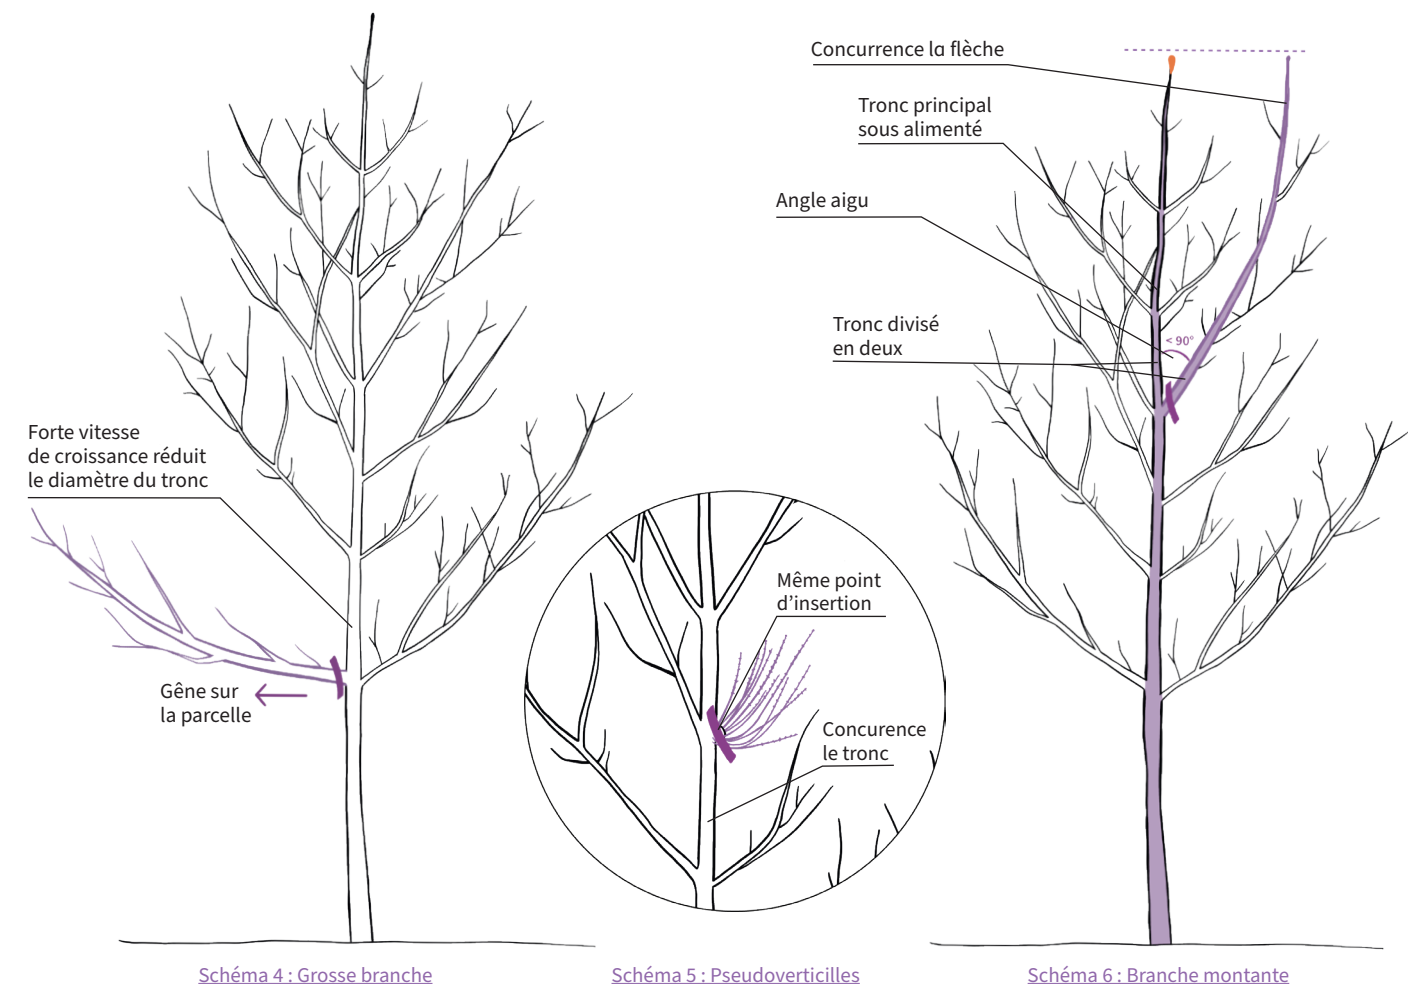 Forte vitesse
de croissance réduit
le diamètre du tronc
Gêne sur
la parcelle
Schéma 4 : Grosse branche
Même point
d’insertion
Concurence
le tronc
Schéma 5 : Pseudoverticilles
Concurrence la flèche
Tronc principal
sous alimenté
Angle aigu
Tronc divisé
en deux
< 90°
Schéma 6 : Branche montante